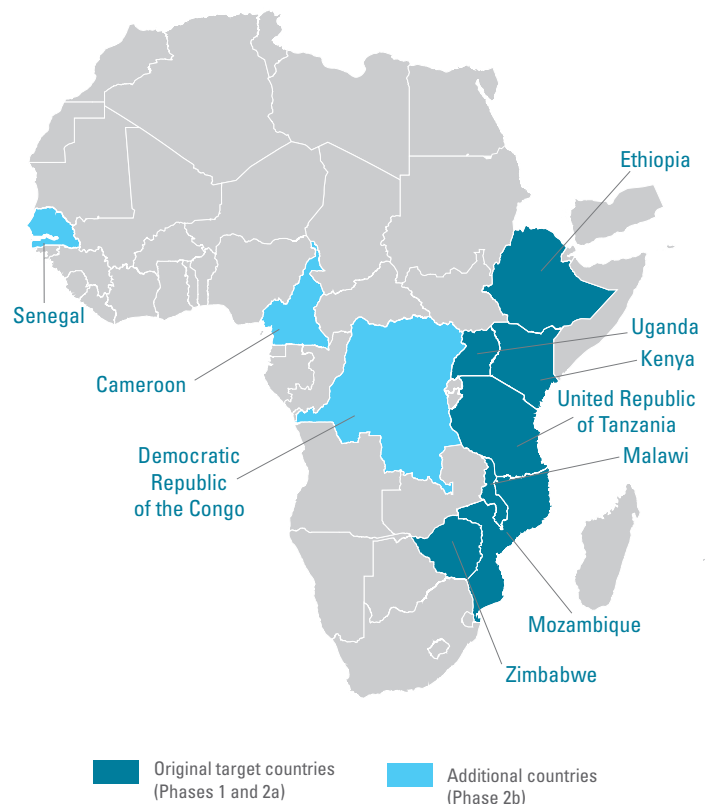 Ethiopia
Senegal
Uganda
Kenya
Cameroon
United Republic
of Tanzania
Malawi
Democratic
Republic
of the Congo
Mozambique
Zimbabwe
Original target countries
(Phases 1 and 2a)
Additional countries
(Phase 2b)